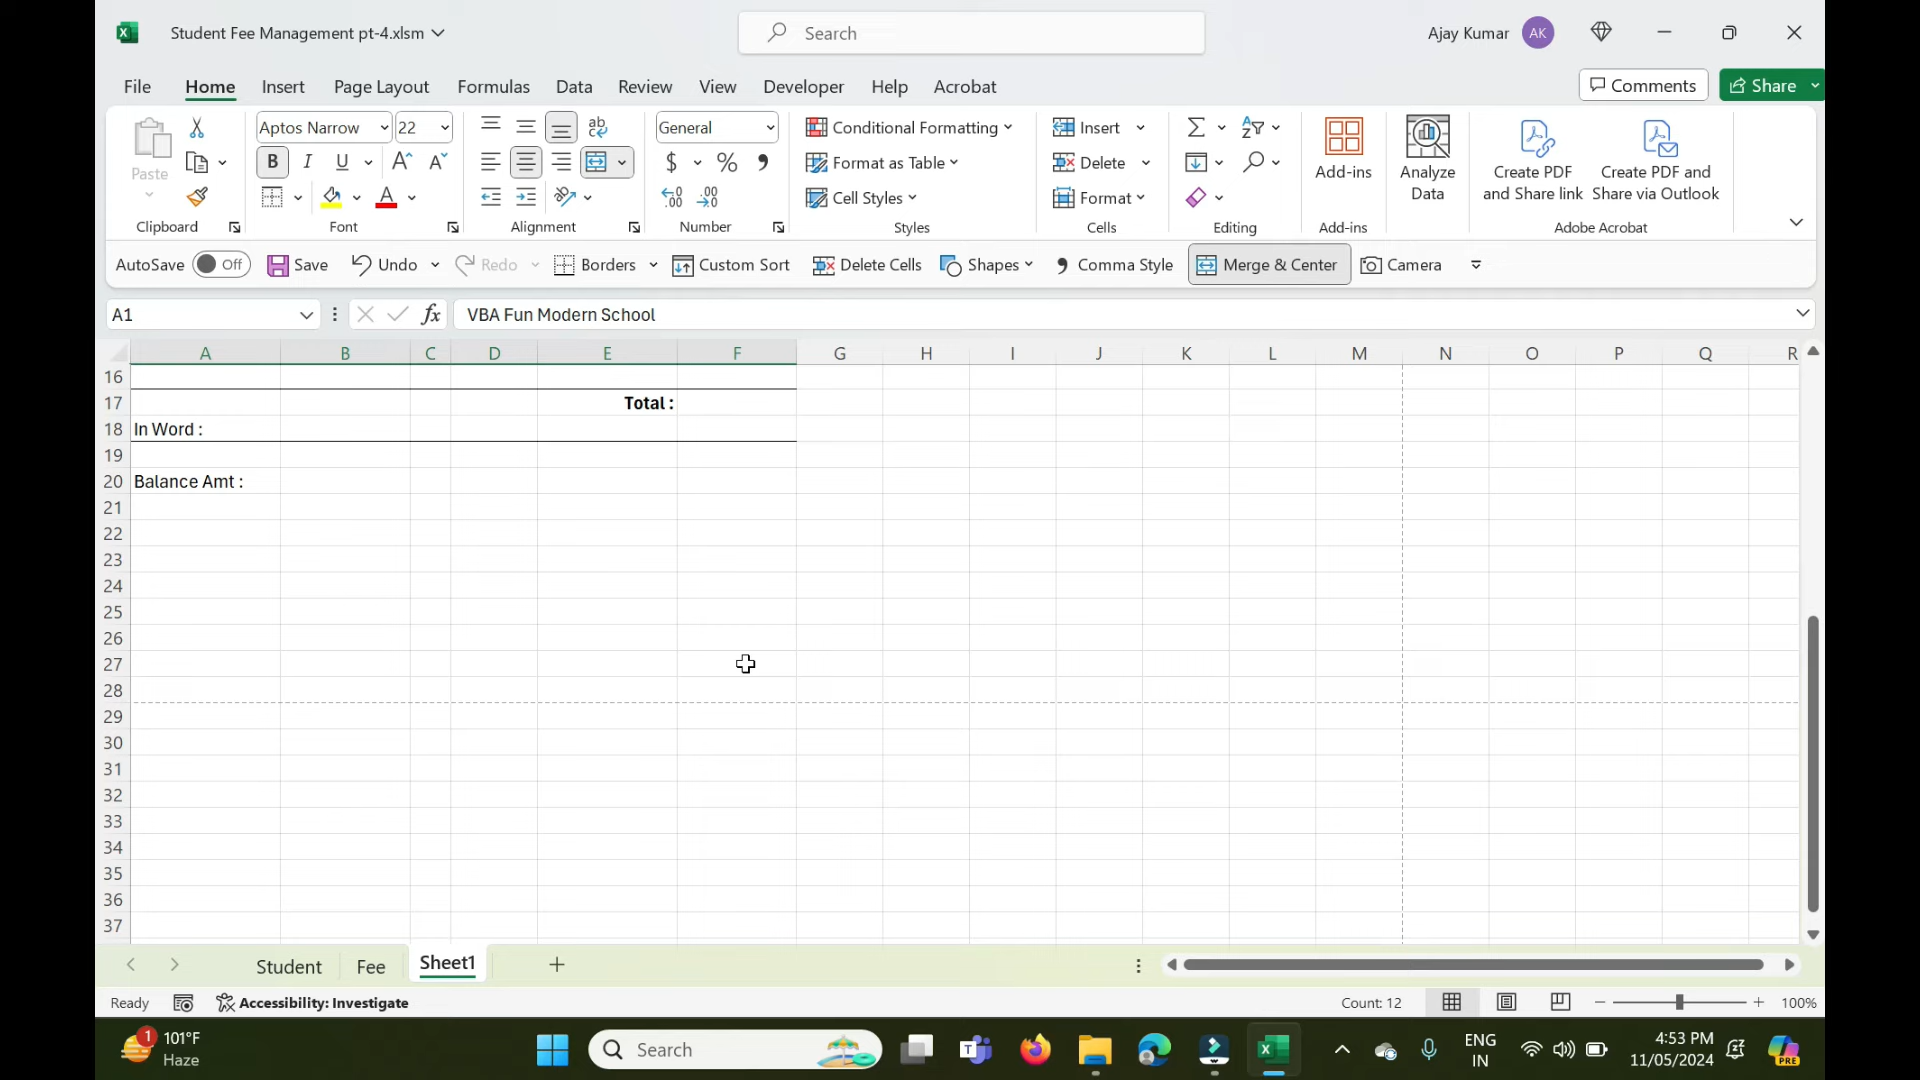 Student Fee Management pt-4.xlsm
Search
Ajay Kumar AK
File Home Insert Page Layout Formulas Data Review View Developer Help Acrobat
Comments Share
Paste
Clipboard
Aptos Narrow 22
B I U A A A
Font
ab c
Alignment
General
$ % ,
Number
Conditional Formatting
Format as Table
Cell Styles
Styles
Insert
Delete
Format
Cells
Editing
Add-ins
Add-ins
Analyze Data
Create PDF and Share link
Create PDF and Share via Outlook
Adobe Acrobat
AutoSave Off Save Undo Redo Borders Custom Sort Delete Cells Shapes Comma Style Merge & Center Camera
A1 fx VBA Fun Modern School
A B C D E F G H I J K L M N O P Q R
16
17 Total :
18 In Word :
19
20 Balance Amt :
21
22
23
24
25
26
27
28
29
30
31
32
33
34
35
36
37
Student Fee Sheet1
Ready Accessibility: Investigate Count: 12 100%
1 101°F
Haze
Search
ENG
IN
4:53 PM
11/05/2024
PRE